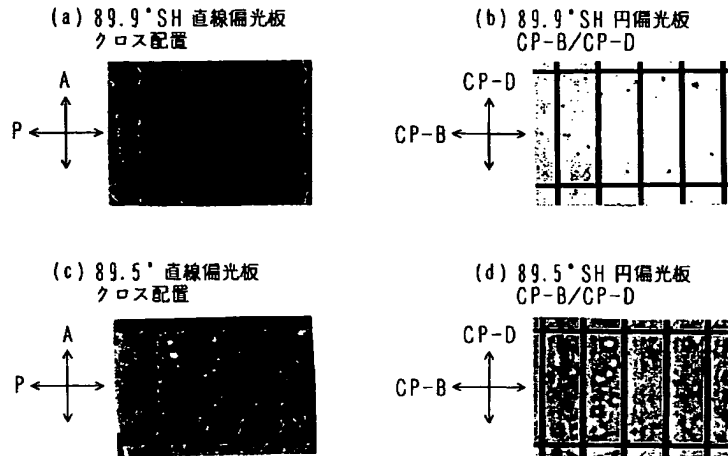 (a) 89.9°SH 直線偏光板
クロス配置
A
P
(b) 89.9°SH 円偏光板
CP-B/CP-D
CP-D
CP-B
(c) 89.5° 直線偏光板
クロス配置
A
P
(d) 89.5°SH 円偏光板
CP-B/CP-D
CP-D
CP-B